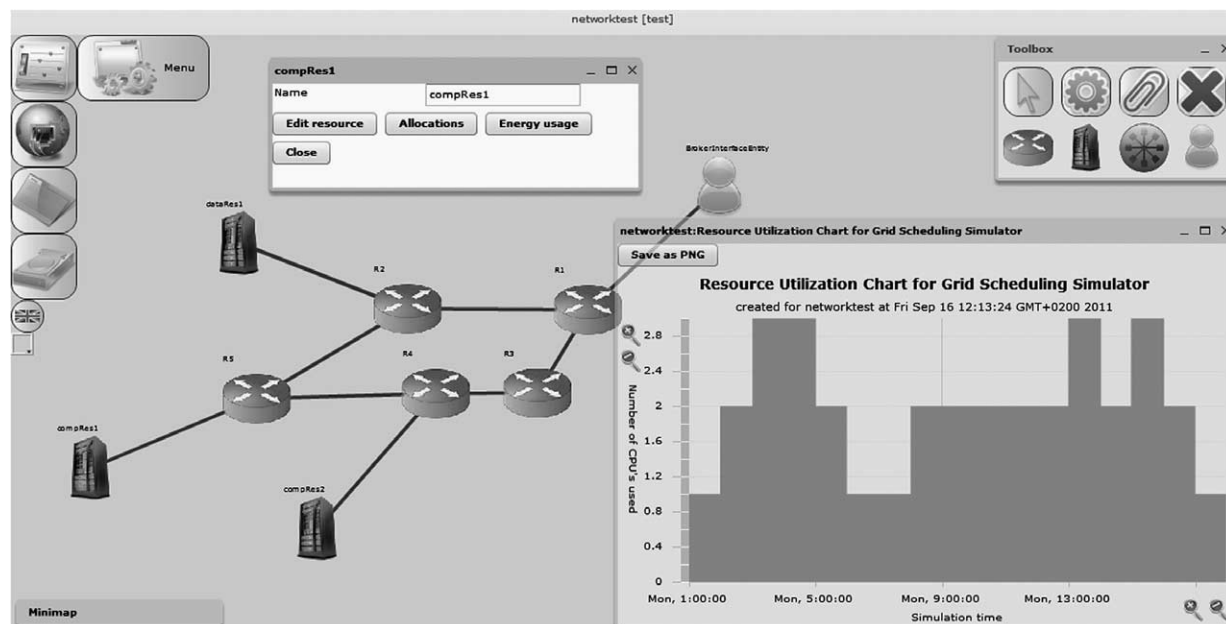 networktest [test]
Menu
compRes1
Name
compRes1
Edit resource
Allocations
Energy usage
Close
Toolbox
BrokerInterfaceEntity
dataRes1
R2
R1
R5
R4
R3
compRes1
compRes2
networktest:Resource Utilization Chart for Grid Scheduling Simulator
Save as PNG
Resource Utilization Chart for Grid Scheduling Simulator
created for networktest at Fri Sep 16 12:13:24 GMT+0200 2011
Number of CPU's used
2.8
2.4
2
1.6
1.2
0.8
0.4
0
Mon, 1:00:00
Mon, 5:00:00
Mon, 9:00:00
Mon, 13:00:00
Simulation time
Minimap